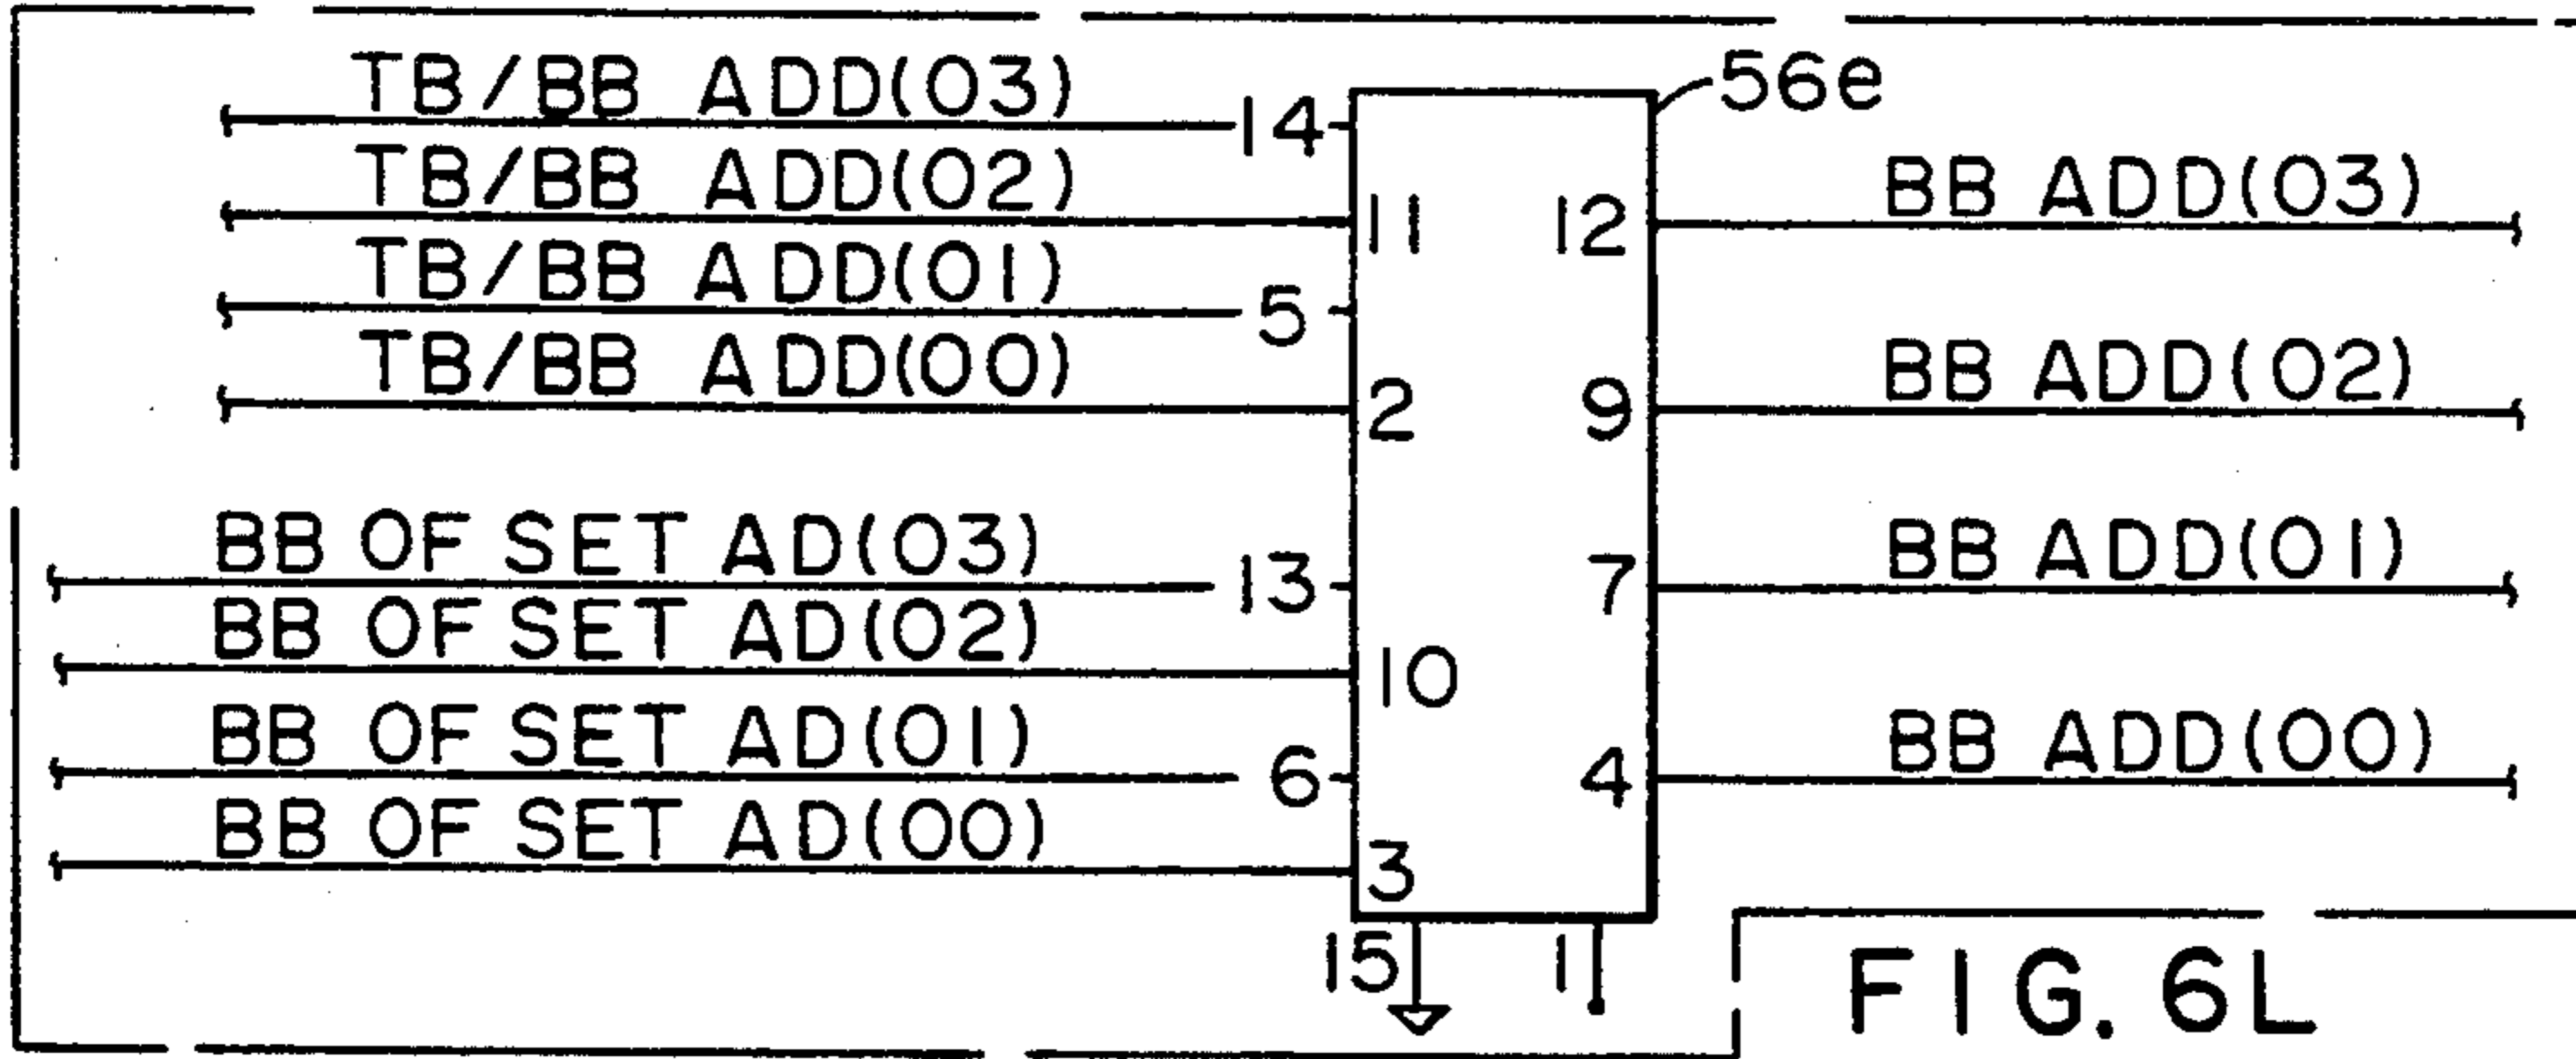 TB/BB ADD(03)
14
56e
TB/BB ADD(02)
11
12
BB ADD(03)
TB/BB ADD(01)
5
TB/BB ADD(00)
2
9
BB ADD(02)
BB OF SET AD(03)
13
7
BB ADD(01)
BB OF SET AD(02)
10
BB OF SET AD(01)
6
4
BB ADD(00)
BB OF SET AD(00)
3
15
1
FIG. 6L